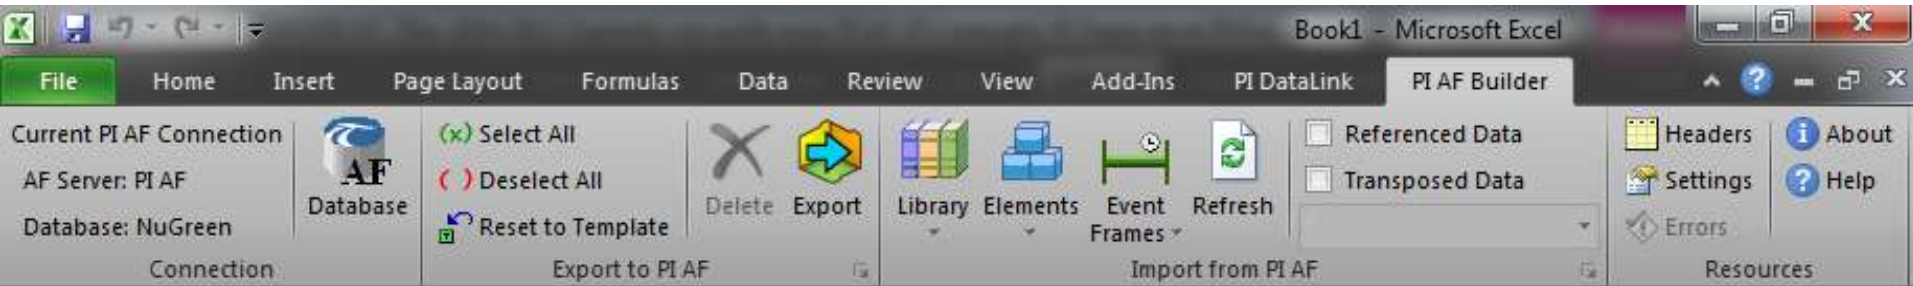 Book1 - Microsoft Excel
File Home Insert Page Layout Formulas Data Review View Add-Ins PI DataLink PI AF Builder
Current PI AF Connection
AF Server: PI AF
Database: NuGreen
AF
Database
Connection
(x) Select All
( ) Deselect All
Reset to Template
Delete
Export
Export to PI AF
Library
Elements
Event
Frames
Refresh
Referenced Data
Transposed Data
Import from PI AF
Headers
Settings
Errors
About
Help
Resources